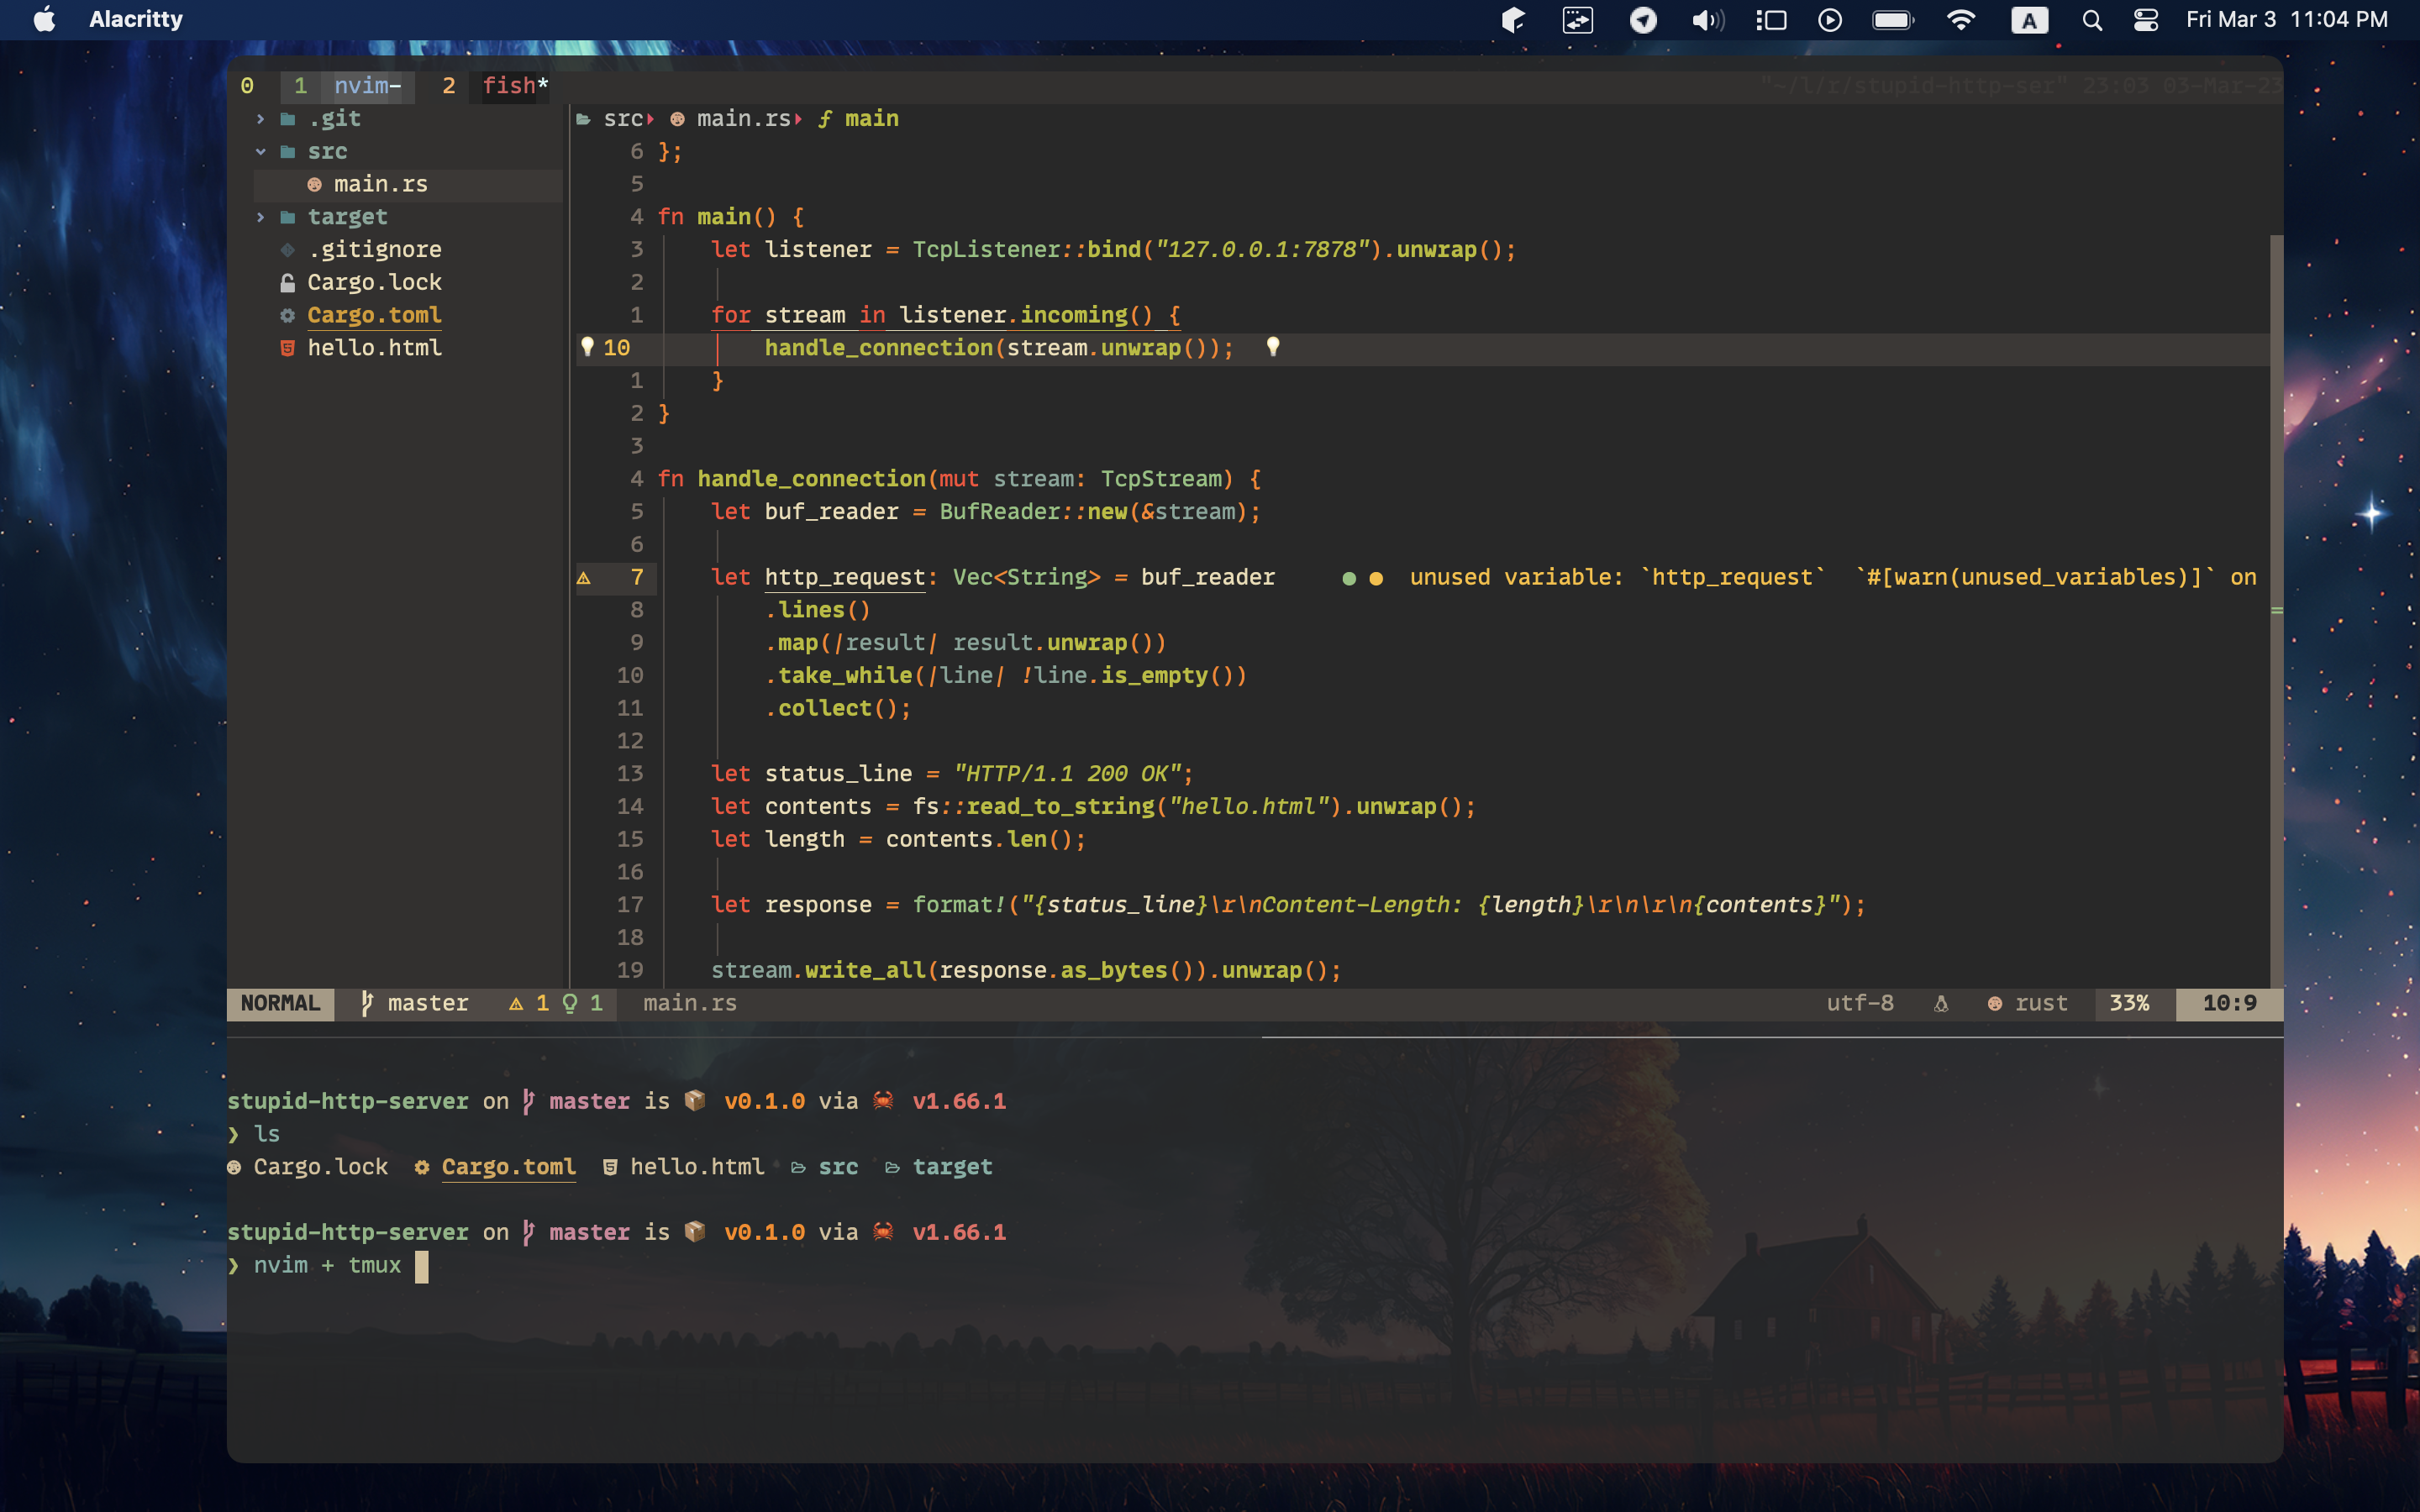 Alacritty
A
Fri Mar 3 11:04 PM
0 1 nvim- 2 fish*
"~/l/r/stupid-http-ser" 23:03 03-Mar-23
.git
src
main.rs
target
.gitignore
Cargo.lock
Cargo.toml
hello.html
src main.rs ƒ main
6 };
5
4 fn main() {
3 let listener = TcpListener::bind("127.0.0.1:7878").unwrap();
2
1 for stream in listener.incoming() {
10 handle_connection(stream.unwrap());
1 }
2 }
3
4 fn handle_connection(mut stream: TcpStream) {
5 let buf_reader = BufReader::new(&stream);
6
7 let http_request: Vec<String> = buf_reader ● ● unused variable: `http_request` `#[warn(unused_variables)]` on
8 .lines()
9 .map(|result| result.unwrap())
10 .take_while(|line| !line.is_empty())
11 .collect();
12
13 let status_line = "HTTP/1.1 200 OK";
14 let contents = fs::read_to_string("hello.html").unwrap();
15 let length = contents.len();
16
17 let response = format!("{status_line}\r\nContent-Length: {length}\r\n\r\n{contents}");
18
19 stream.write_all(response.as_bytes()).unwrap();
NORMAL master 1 1 main.rs utf-8 rust 33% 10:9
stupid-http-server on master is 📦 v0.1.0 via 🦀 v1.66.1
❯ ls
Cargo.lock Cargo.toml hello.html src target
stupid-http-server on master is 📦 v0.1.0 via 🦀 v1.66.1
❯ nvim + tmux